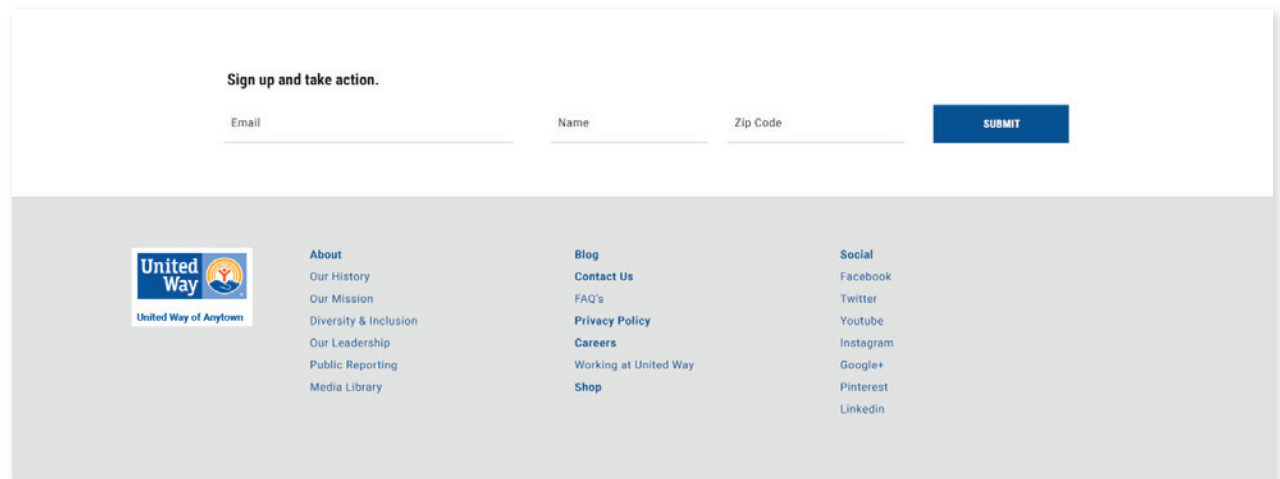 Sign up and take action.
Email
Name
Zip Code
SUBMIT
United
Way
United Way of Anytown
About
Our History
Our Mission
Diversity & Inclusion
Our Leadership
Public Reporting
Media Library
Blog
Contact Us
FAQ's
Privacy Policy
Careers
Working at United Way
Shop
Social
Facebook
Twitter
Youtube
Instagram
Google+
Pinterest
Linkedin